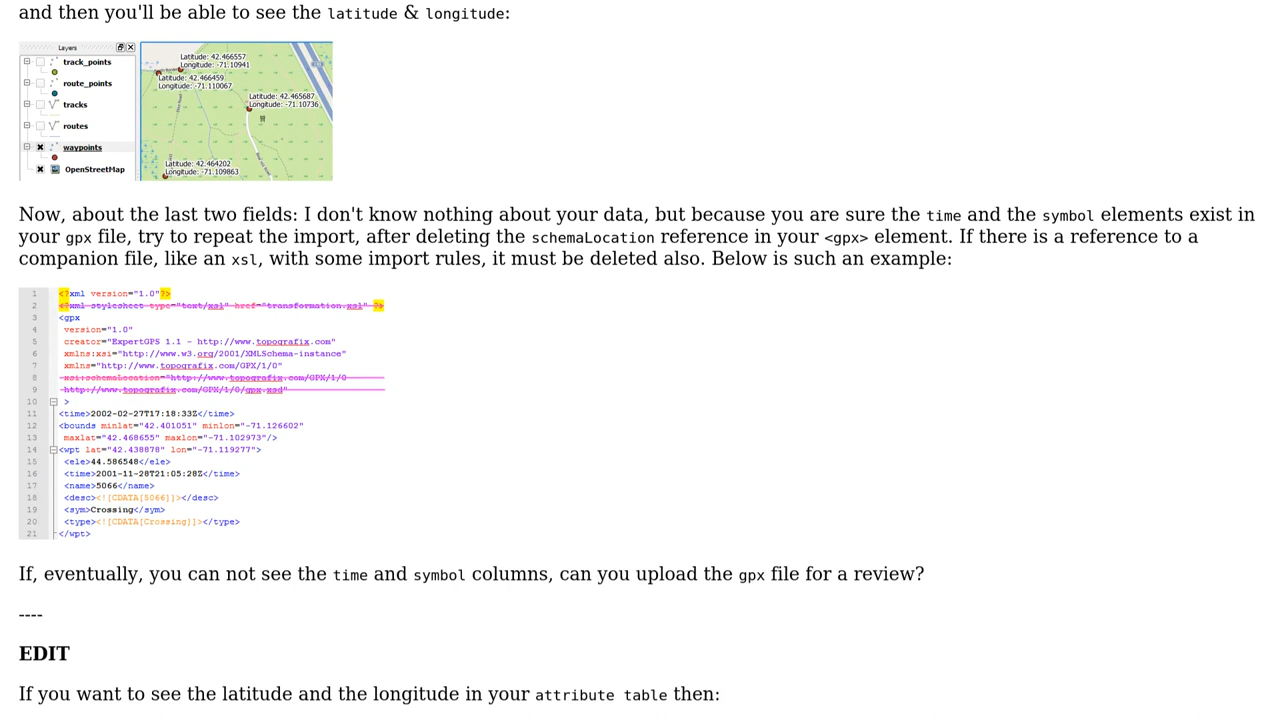 and then you'll be able to see the latitude & longitude:
Layers
track_points
route_points
tracks
routes
waypoints
OpenStreetMap
Latitude: 42.466557
Longitude: -71.10941
Latitude: 42.466459
Longitude: -71.110067
Latitude: 42.465687
Longitude: -71.10736
Latitude: 42.464202
Longitude: -71.109863
Now, about the last two fields: I don't know nothing about your data, but because you are sure the time and the symbol elements exist in
your gpx file, try to repeat the import, after deleting the schemaLocation reference in your <gpx> element. If there is a reference to a
companion file, like an xsl, with some import rules, it must be deleted also. Below is such an example:
1 <?xml version="1.0"?>
2 <?xml-stylesheet type="text/xsl" href="transformation.xsl" ?>
3 <gpx
4 version="1.0"
5 creator="ExpertGPS 1.1 - http://www.topografix.com"
6 xmlns:xsi="http://www.w3.org/2001/XMLSchema-instance"
7 xmlns="http://www.topografix.com/GPX/1/0"
8 xsi:schemaLocation="http://www.topografix.com/GPX/1/0
9 http://www.topografix.com/GPX/1/0/gpx.xsd"
10 >
11 <time>2002-02-27T17:18:33Z</time>
12 <bounds minlat="42.401051" minlon="-71.126602"
13 maxlat="42.468655" maxlon="-71.102973"/>
14 <wpt lat="42.438878" lon="-71.119277">
15 <ele>44.586548</ele>
16 <time>2001-11-28T21:05:28Z</time>
17 <name>5066</name>
18 <desc><![CDATA[5066]]></desc>
19 <sym>Crossing</sym>
20 <type><![CDATA[Crossing]]></type>
21 </wpt>
If, eventually, you can not see the time and symbol columns, can you upload the gpx file for a review?
----
EDIT
If you want to see the latitude and the longitude in your attribute table then: